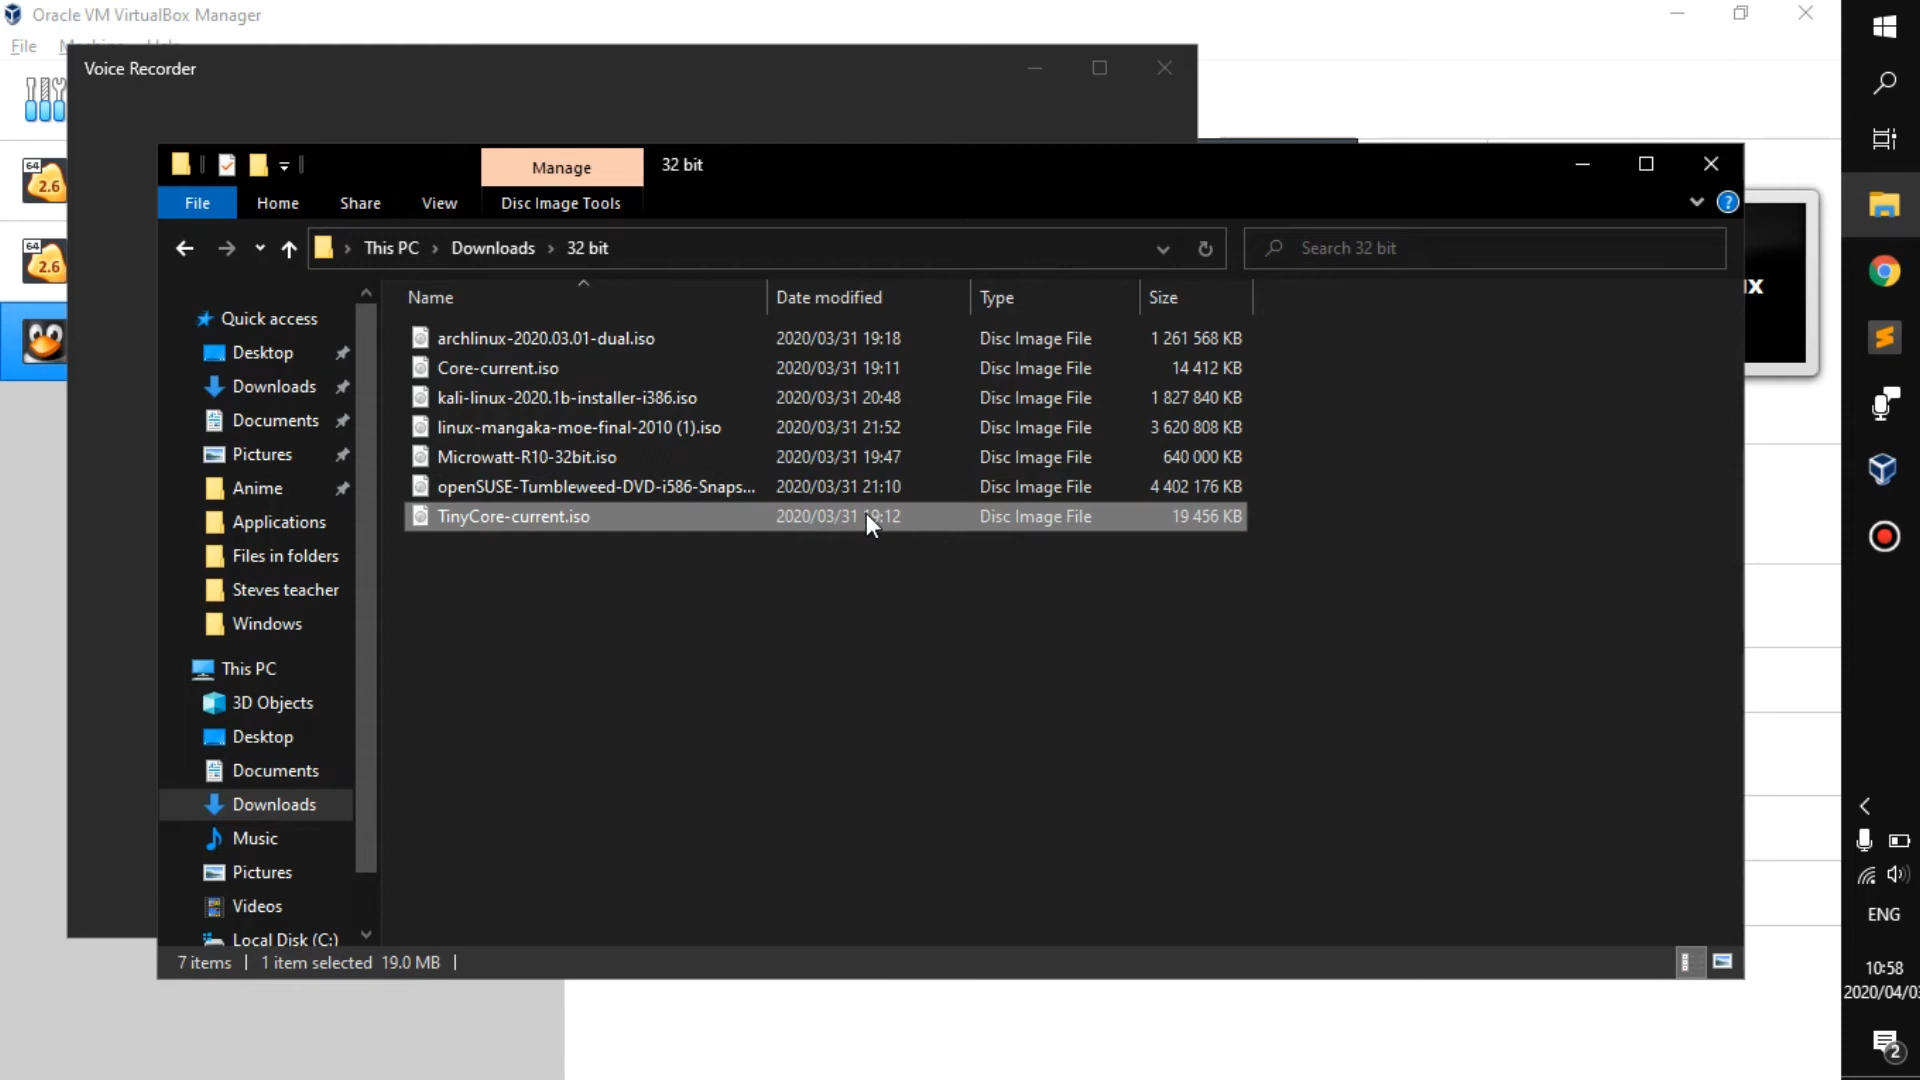 Oracle VM VirtualBox Manager
File
Voice Recorder
64
2.6
64
2.6
Manage
32 bit
File
Home
Share
View
Disc Image Tools
This PC
Downloads
32 bit
Search 32 bit
Name
Date modified
Type
Size
archlinux-2020.03.01-dual.iso 2020/03/31 19:18 Disc Image File 1 261 568 KB
Core-current.iso 2020/03/31 19:11 Disc Image File 14 412 KB
kali-linux-2020.1b-installer-i386.iso 2020/03/31 20:48 Disc Image File 1 827 840 KB
linux-mangaka-moe-final-2010 (1).iso 2020/03/31 21:52 Disc Image File 3 620 808 KB
Microwatt-R10-32bit.iso 2020/03/31 19:47 Disc Image File 640 000 KB
openSUSE-Tumbleweed-DVD-i586-Snaps... 2020/03/31 21:10 Disc Image File 4 402 176 KB
TinyCore-current.iso 2020/03/31 19:12 Disc Image File 19 456 KB
Quick access
Desktop
Downloads
Documents
Pictures
Anime
Applications
Files in folders
Steves teacher
Windows
This PC
3D Objects
Desktop
Documents
Downloads
Music
Pictures
Videos
Local Disk (C:)
7 items
1 item selected 19.0 MB
ENG
10:58
2020/04/03
2